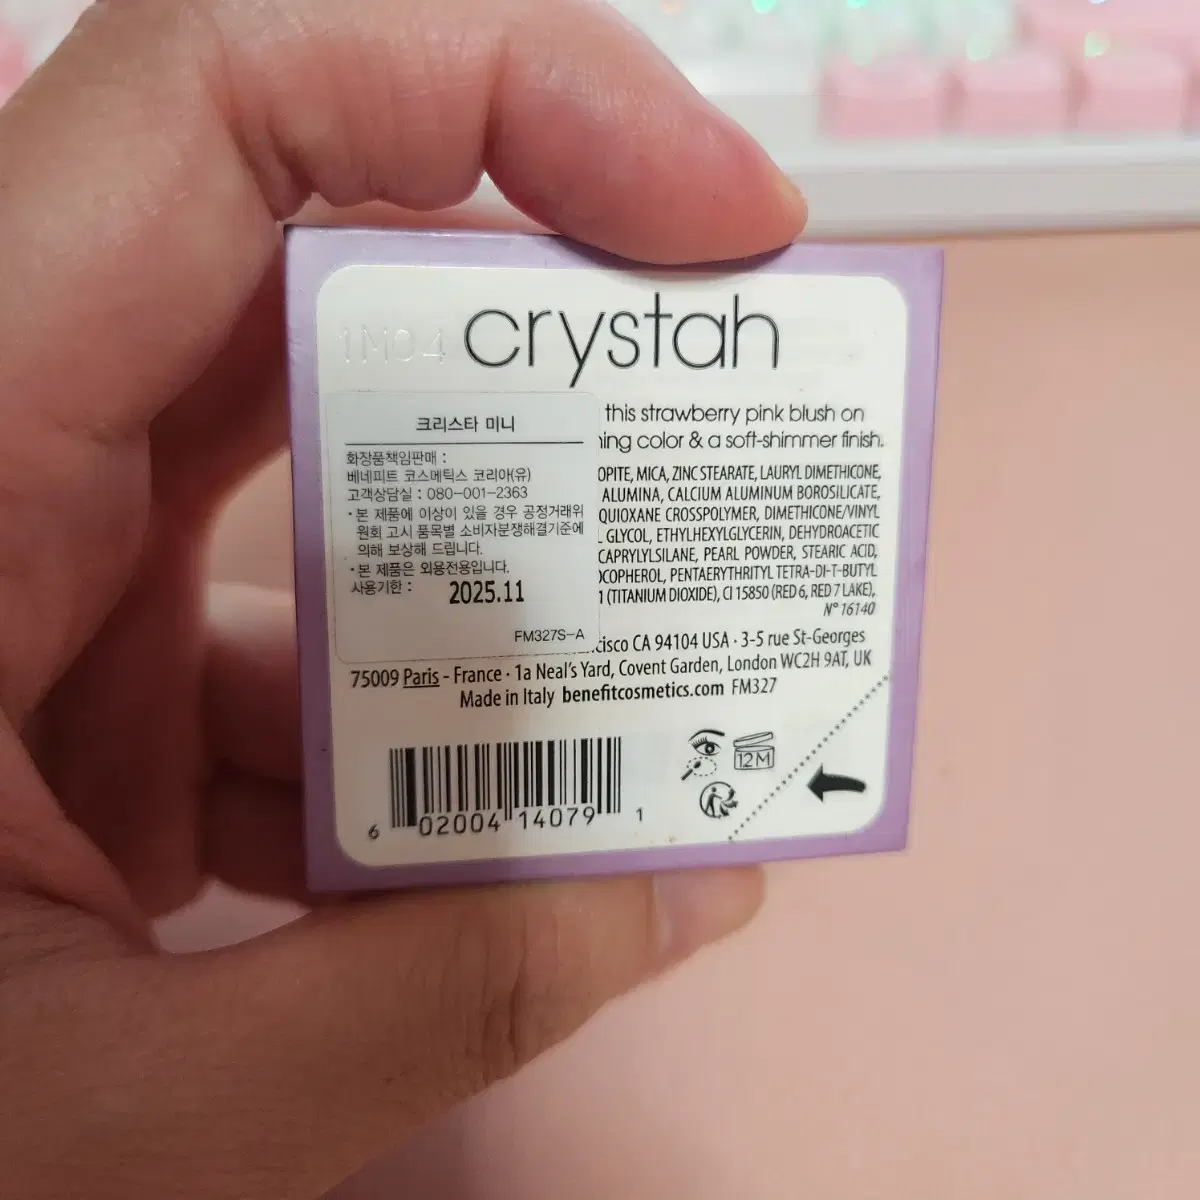 1M04
crystah
크리스타 미니
화장품책임판매 :
베네피트 코스메틱스 코리아(유)
고객상담실 : 080-001-2363
• 본 제품에 이상이 있을 경우 공정거래위
원회 고시 품목별 소비자분쟁해결기준에
의해 보상해 드립니다.
• 본 제품은 외용전용입니다.
사용기한 : 2025.11
FM327S-A
this strawberry pink blush on
color & a soft-shimmer finish.
MICA, ZINC STEARATE, LAURYL DIMETHICONE,
ALUMINA, CALCIUM ALUMINUM BOROSILICATE,
CROSSPOLYMER, DIMETHICONE/VINYL
GLYCOL, ETHYLHEXYLGLYCERIN, DEHYDROACETIC
CAPRYLYLSILANE, PEARL POWDER, STEARIC ACID,
PENTAERYTHRITYL TETRA-DI-T-BUTYL
(TITANIUM DIOXIDE), CI 15850 (RED 6, RED 7 LAKE),
N° 16140
CA 94104 USA · 3-5 rue St-Georges
75009 Paris - France · 1a Neal's Yard, Covent Garden, London WC2H 9AT, UK
Made in Italy benefitcosmetics.com FM327
12M
6 02004 14079 1